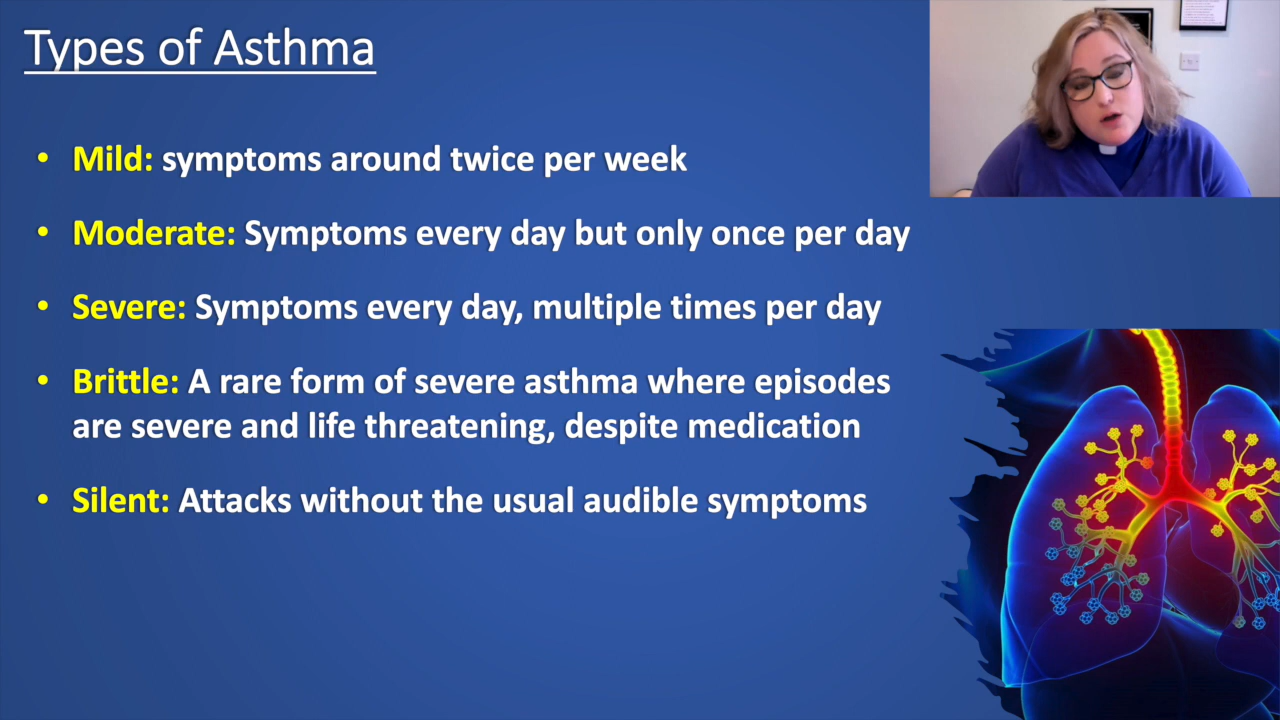 Types of Asthma
• Mild: symptoms around twice per week
• Moderate: Symptoms every day but only once per day
• Severe: Symptoms every day, multiple times per day
• Brittle: A rare form of severe asthma where episodes
are severe and life threatening, despite medication
• Silent: Attacks without the usual audible symptoms